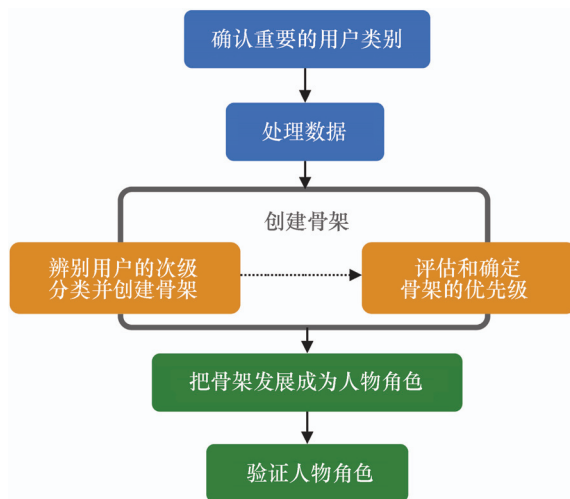 确认重要的用户类别
处理数据
创建骨架
辨别用户的次级
分类并创建骨架
评估和确定
骨架的优先级
把骨架发展成为人物角色
验证人物角色